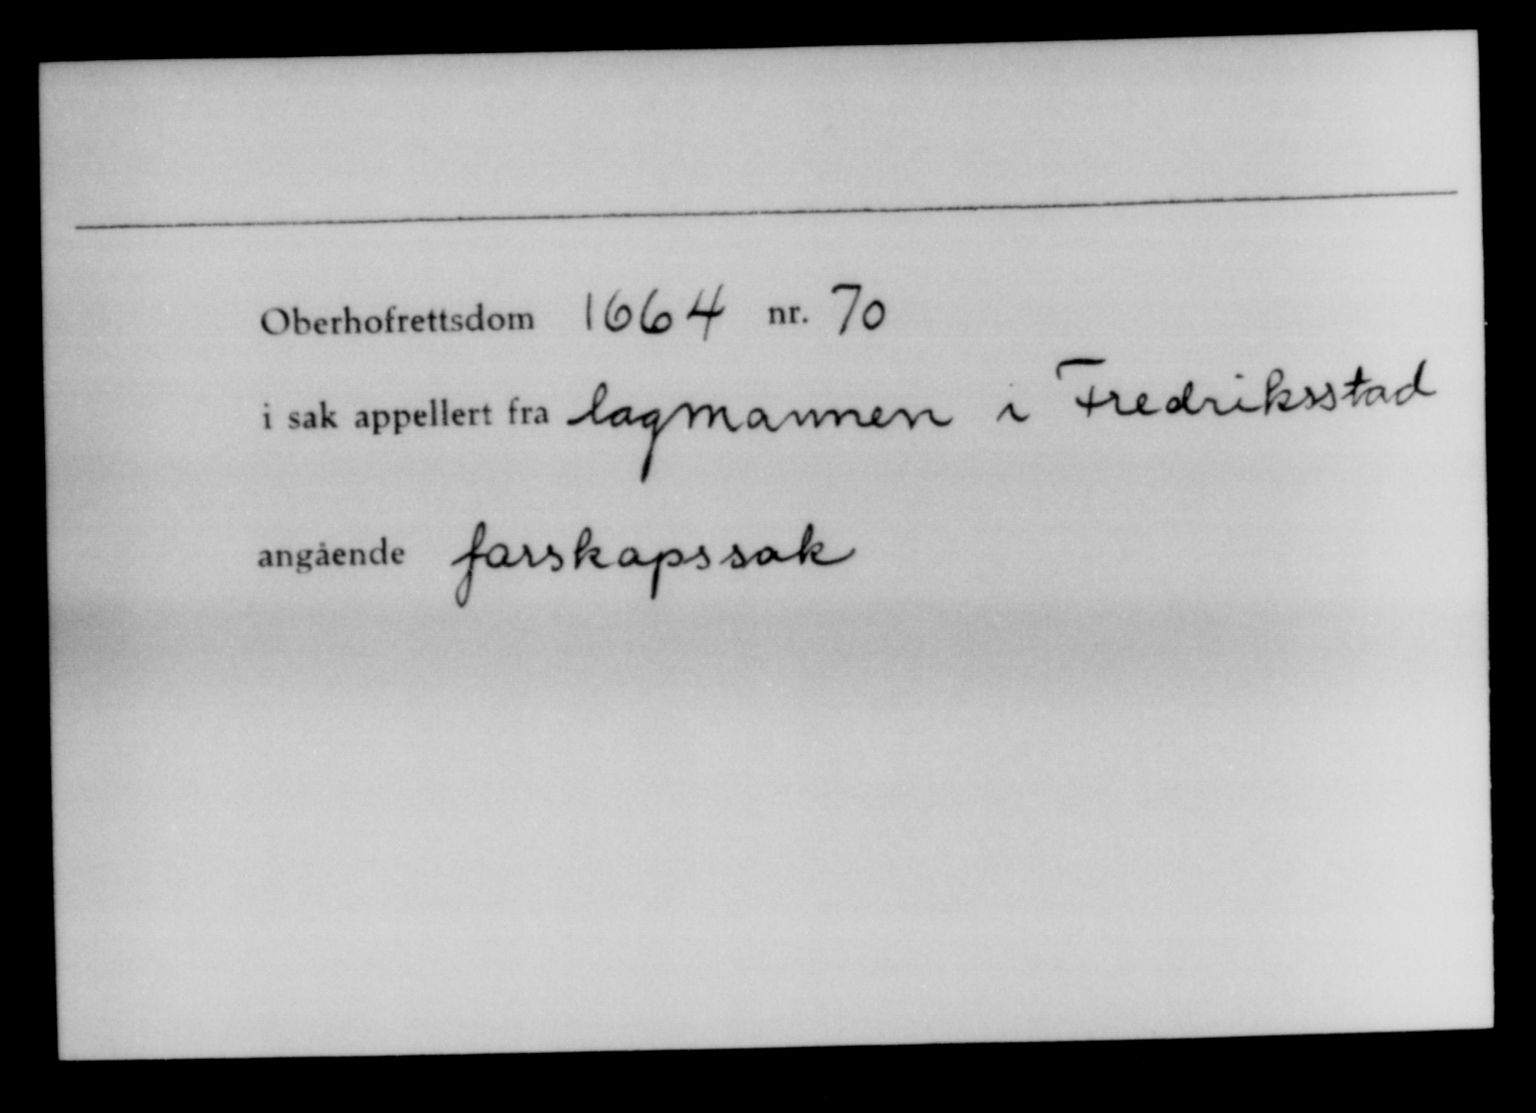 Oberhofrettsdom 1664 nr. 70
i sak appellert fra lagmannen i Fredriksstad
angående farskapssak